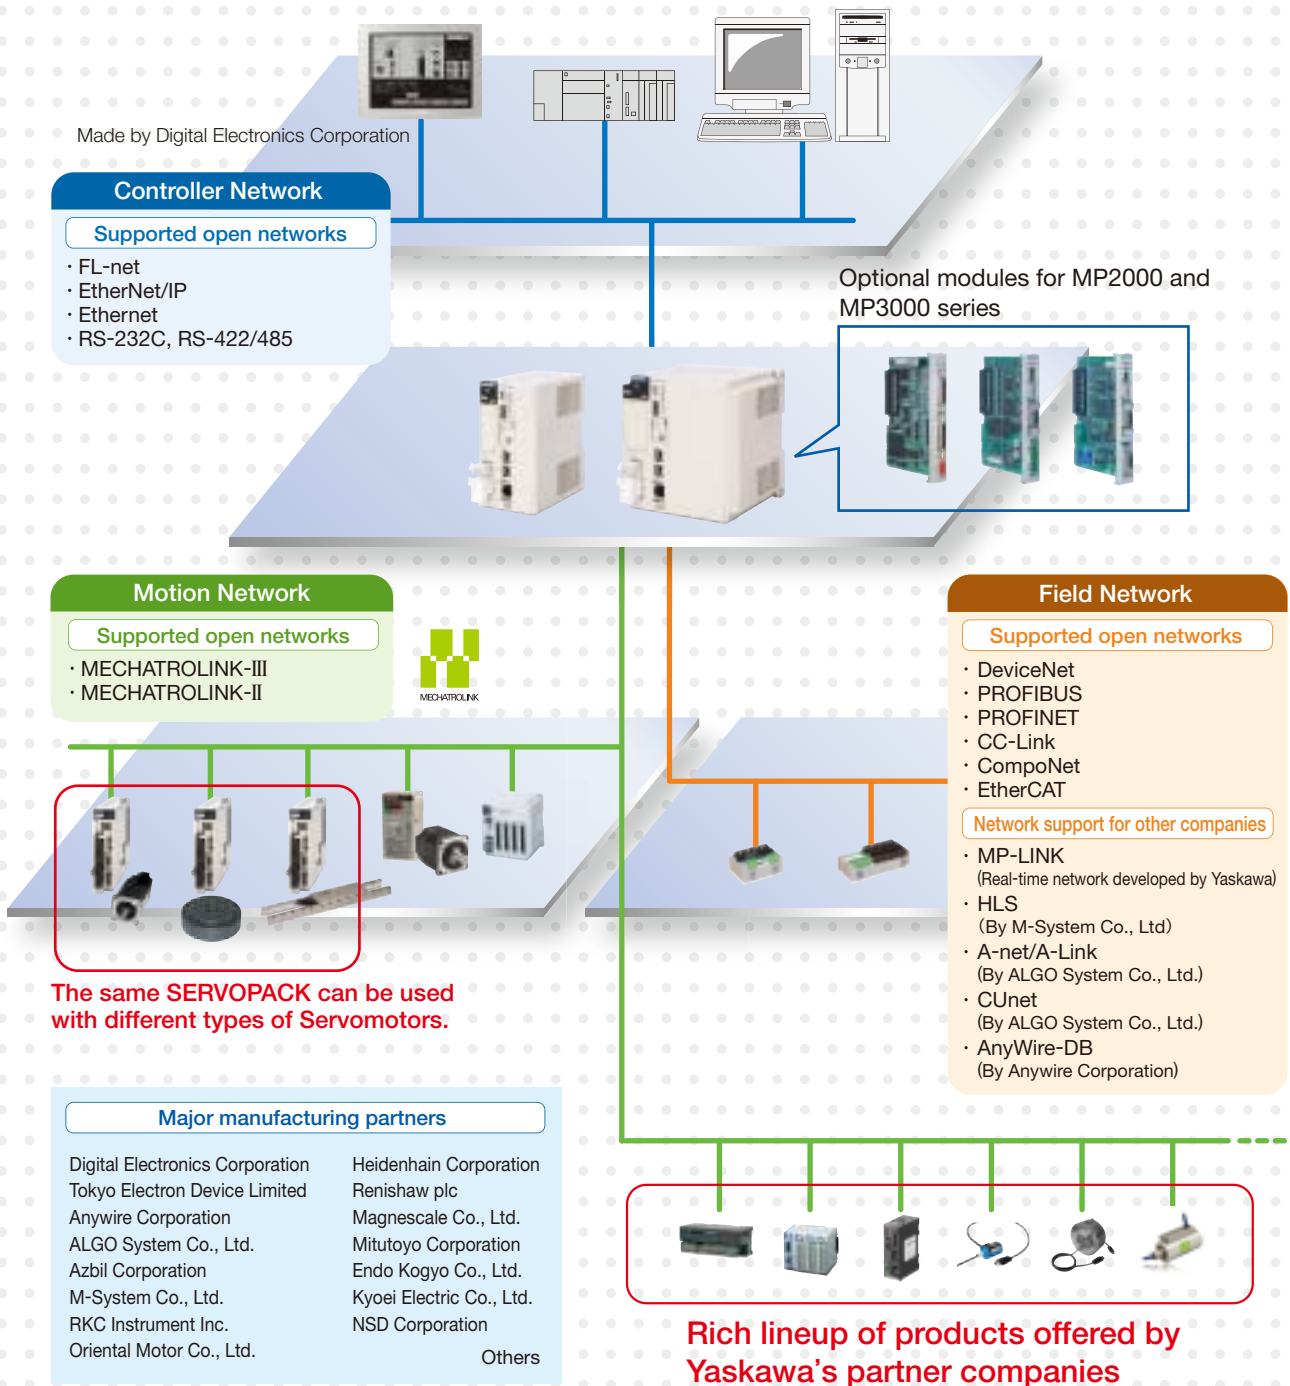 Made by Digital Electronics Corporation
Controller Network
Supported open networks
・FL-net
・EtherNet/IP
・Ethernet
・RS-232C, RS-422/485
Optional modules for MP2000 and
MP3000 series
Motion Network
Supported open networks
・MECHATROLINK-III
・MECHATROLINK-II
MECHATROLINK
Field Network
Supported open networks
・DeviceNet
・PROFIBUS
・PROFINET
・CC-Link
・CompoNet
・EtherCAT
Network support for other companies
・MP-LINK
(Real-time network developed by Yaskawa)
・HLS
(By M-System Co., Ltd)
・A-net/A-Link
(By ALGO System Co., Ltd.)
・CUnet
(By ALGO System Co., Ltd.)
・AnyWire-DB
(By Anywire Corporation)
The same SERVOPACK can be used
with different types of Servomotors.
Major manufacturing partners
Digital Electronics Corporation
Tokyo Electron Device Limited
Anywire Corporation
ALGO System Co., Ltd.
Azbil Corporation
M-System Co., Ltd.
RKC Instrument Inc.
Oriental Motor Co., Ltd.
Heidenhain Corporation
Renishaw plc
Magnescale Co., Ltd.
Mitutoyo Corporation
Endo Kogyo Co., Ltd.
Kyoei Electric Co., Ltd.
NSD Corporation
Others
Rich lineup of products offered by
Yaskawa's partner companies